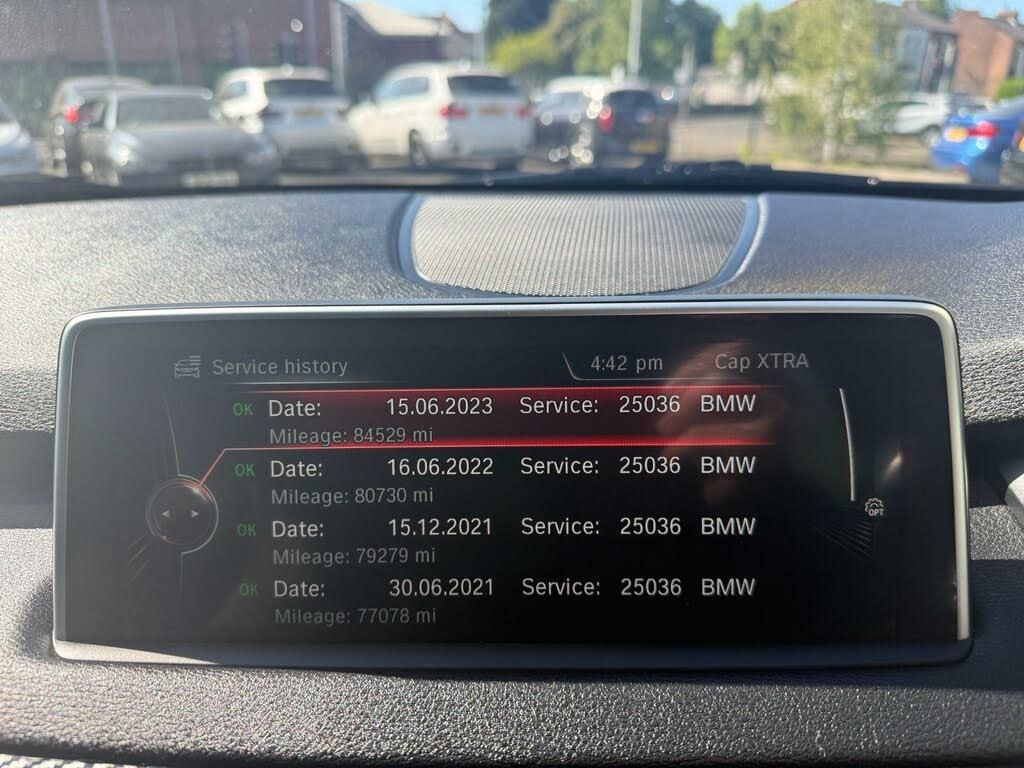 Service history 4:42 pm Cap XTRA
OK Date: 15.06.2023 Service: 25036 BMW
Mileage: 84529 mi
OK Date: 16.06.2022 Service: 25036 BMW
Mileage: 80730 mi
OK Date: 15.12.2021 Service: 25036 BMW
Mileage: 79279 mi
OPT
OK Date: 30.06.2021 Service: 25036 BMW
Mileage: 77078 mi